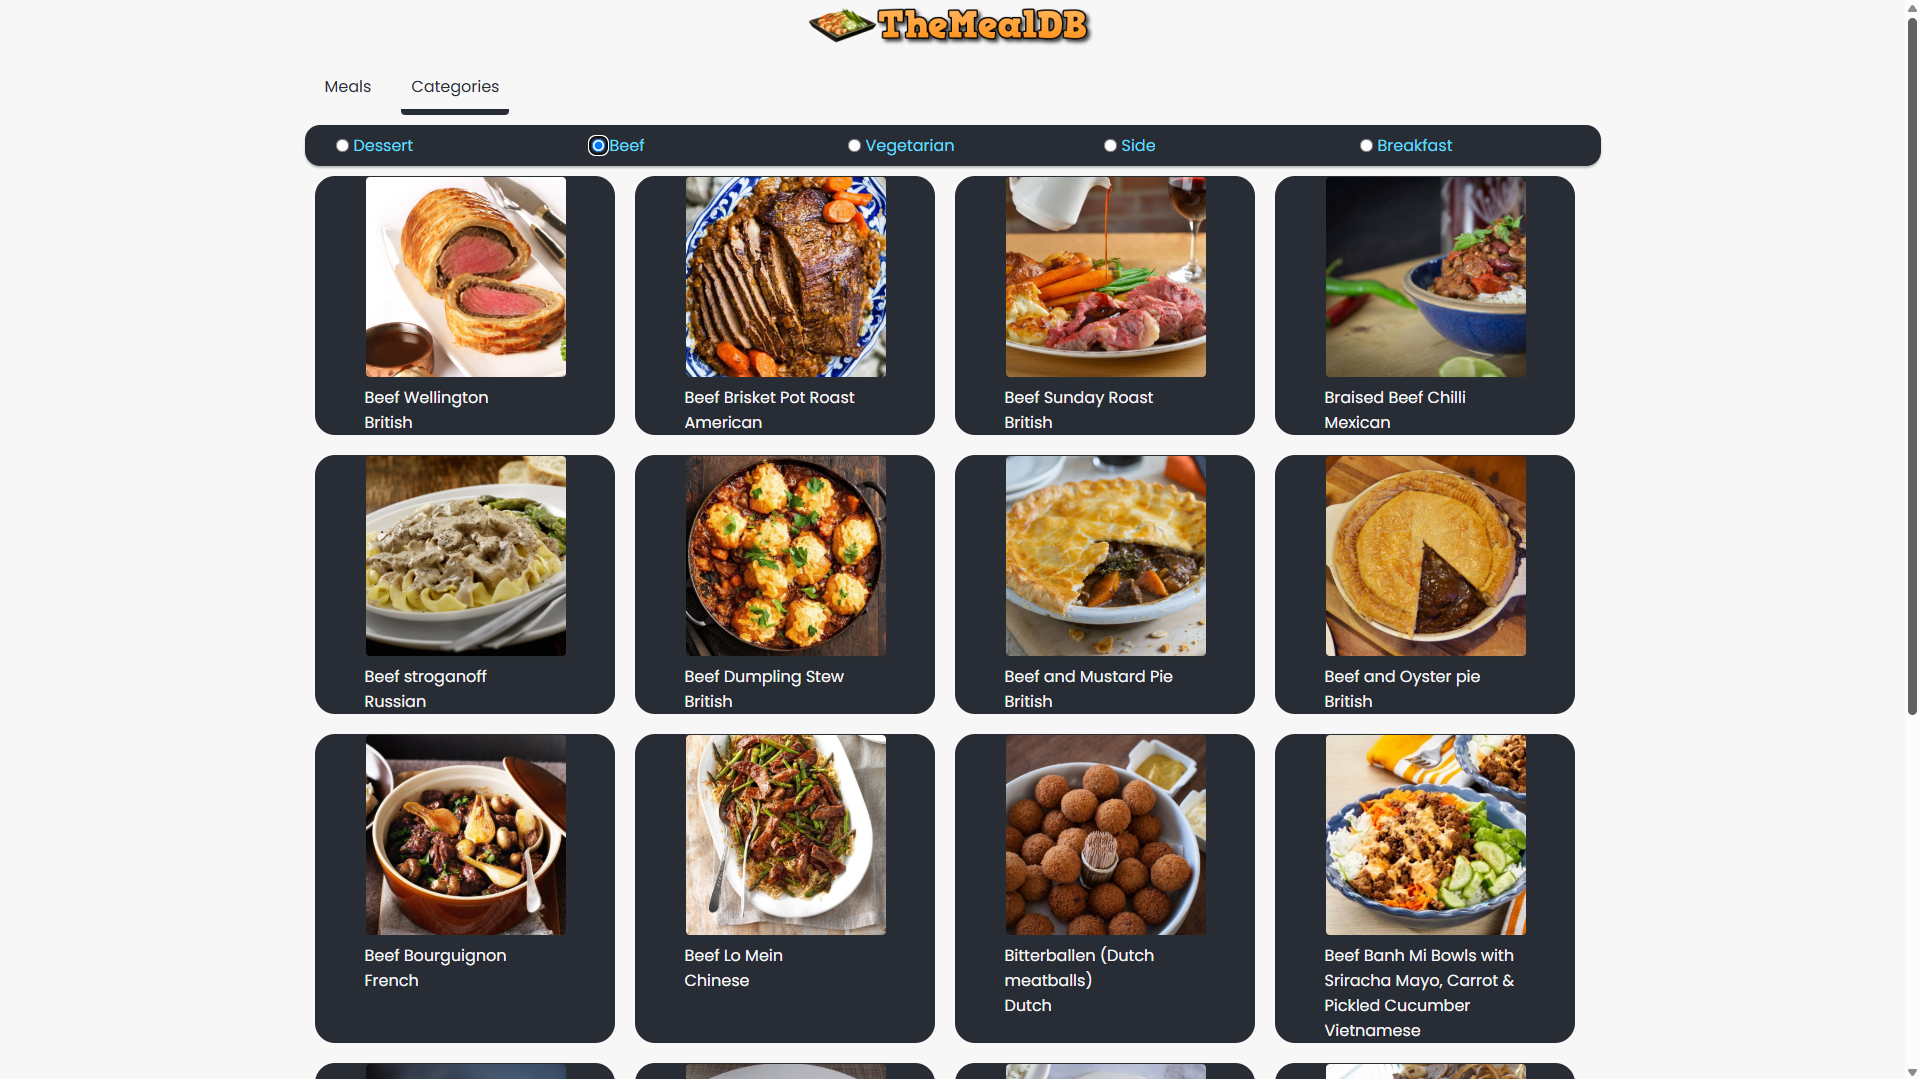 TheMealDB
Meals
Categories
Dessert
Beef
Vegetarian
Side
Breakfast
Beef Wellington
British
Beef Brisket Pot Roast
American
Beef Sunday Roast
British
Braised Beef Chilli
Mexican
Beef stroganoff
Russian
Beef Dumpling Stew
British
Beef and Mustard Pie
British
Beef and Oyster pie
British
Beef Bourguignon
French
Beef Lo Mein
Chinese
Bitterballen (Dutch
meatballs)
Dutch
Beef Banh Mi Bowls with
Sriracha Mayo, Carrot &
Pickled Cucumber
Vietnamese